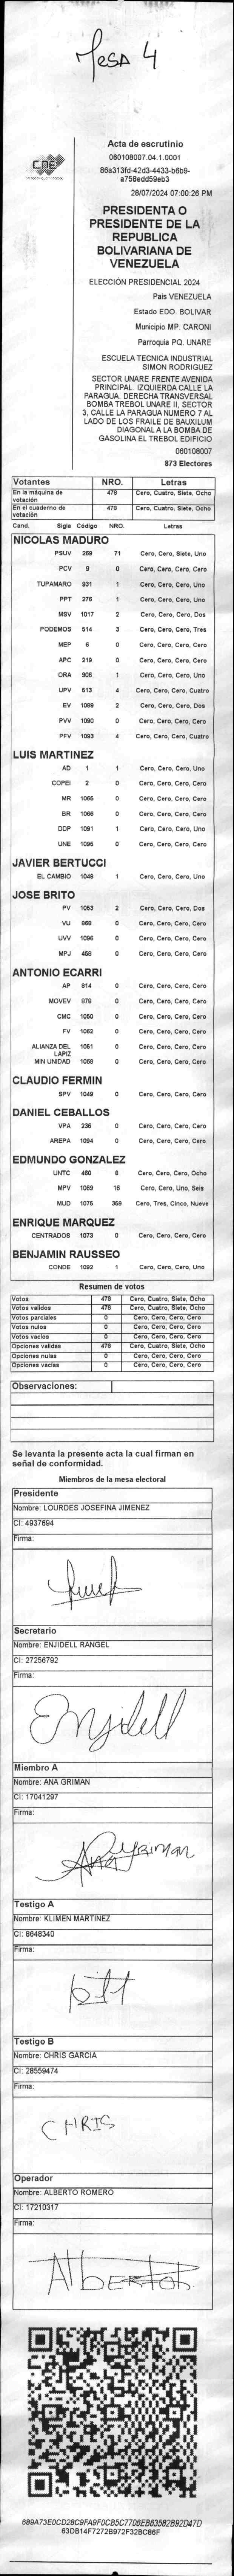 Mesa 4
CNE
Acta de escrutinio
060108007.04.1.0001
86a313fd-42d3-4433-b6b9-
a756edd59eb3
28/07/2024 07:00:26 PM
PRESIDENTA O
PRESIDENTE DE LA
REPUBLICA
BOLIVARIANA DE
VENEZUELA
ELECCIÓN PRESIDENCIAL 2024
Pais VENEZUELA
Estado EDO. BOLIVAR
Municipio MP. CARONI
Parroquia PQ. UNARE
ESCUELA TECNICA INDUSTRIAL
SIMON RODRIGUEZ
SECTOR UNARE FRENTE AVENIDA
PRINCIPAL. IZQUIERDA CALLE LA
PARAGUA. DERECHA TRANSVERSAL
BOMBA TREBOL UNARE II, SECTOR
3, CALLE LA PARAGUA NUMERO 7 AL
LADO DE LOS FRAILE DE BAUXILUM
DIAGONAL A LA BOMBA DE
GASOLINA EL TREBOL EDIFICIO
060108007
873 Electores
Votantes NRO. Letras
En la máquina de votación 478 Cero, Cuatro, Siete, Ocho
En el cuaderno de votación 478 Cero, Cuatro, Siete, Ocho
Cand. Sigla Código NRO. Letras
NICOLAS MADURO
PSUV 269 71 Cero, Cero, Siete, Uno
PCV 9 0 Cero, Cero, Cero, Cero
TUPAMARO 931 1 Cero, Cero, Cero, Uno
PPT 276 1 Cero, Cero, Cero, Uno
MSV 1017 2 Cero, Cero, Cero, Dos
PODEMOS 514 3 Cero, Cero, Cero, Tres
MEP 6 0 Cero, Cero, Cero, Cero
APC 219 0 Cero, Cero, Cero, Cero
ORA 906 1 Cero, Cero, Cero, Uno
UPV 513 4 Cero, Cero, Cero, Cuatro
EV 1089 2 Cero, Cero, Cero, Dos
PVV 1090 0 Cero, Cero, Cero, Cero
PFV 1093 4 Cero, Cero, Cero, Cuatro
LUIS MARTINEZ
AD 1 1 Cero, Cero, Cero, Uno
COPEI 2 0 Cero, Cero, Cero, Cero
MR 1065 0 Cero, Cero, Cero, Cero
BR 1066 0 Cero, Cero, Cero, Cero
DDP 1091 1 Cero, Cero, Cero, Uno
UNE 1095 0 Cero, Cero, Cero, Cero
JAVIER BERTUCCI
EL CAMBIO 1048 1 Cero, Cero, Cero, Uno
JOSE BRITO
PV 1053 2 Cero, Cero, Cero, Dos
VU 868 0 Cero, Cero, Cero, Cero
UVV 1096 0 Cero, Cero, Cero, Cero
MPJ 458 0 Cero, Cero, Cero, Cero
ANTONIO ECARRI
AP 814 0 Cero, Cero, Cero, Cero
MOVEV 878 0 Cero, Cero, Cero, Cero
CMC 1050 0 Cero, Cero, Cero, Cero
FV 1062 0 Cero, Cero, Cero, Cero
ALIANZA DEL LAPIZ 1051 0 Cero, Cero, Cero, Cero
MIN UNIDAD 1068 0 Cero, Cero, Cero, Cero
CLAUDIO FERMIN
SPV 1049 0 Cero, Cero, Cero, Cero
DANIEL CEBALLOS
VPA 236 0 Cero, Cero, Cero, Cero
AREPA 1094 0 Cero, Cero, Cero, Cero
EDMUNDO GONZALEZ
UNTC 460 8 Cero, Cero, Cero, Ocho
MPV 1069 16 Cero, Cero, Uno, Seis
MUD 1075 359 Cero, Tres, Cinco, Nueve
ENRIQUE MARQUEZ
CENTRADOS 1073 0 Cero, Cero, Cero, Cero
BENJAMIN RAUSSEO
CONDE 1092 1 Cero, Cero, Cero, Uno
Resumen de votos
Votos 478 Cero, Cuatro, Siete, Ocho
Votos validos 478 Cero, Cuatro, Siete, Ocho
Votos parciales 0 Cero, Cero, Cero, Cero
Votos nulos 0 Cero, Cero, Cero, Cero
Votos vacios 0 Cero, Cero, Cero, Cero
Opciones validas 478 Cero, Cuatro, Siete, Ocho
Opciones nulas 0 Cero, Cero, Cero, Cero
Opciones vacias 0 Cero, Cero, Cero, Cero
Observaciones:
Se levanta la presente acta la cual firman en
señal de conformidad.
Miembros de la mesa electoral
Presidente
Nombre: LOURDES JOSEFINA JIMENEZ
CI: 4937694
Firma:
Secretario
Nombre: ENJIDELL RANGEL
CI: 27256792
Firma:
Enjidell
Miembro A
Nombre: ANA GRIMAN
CI: 17041297
Firma:
Ana Griman
Testigo A
Nombre: KLIMEN MARTINEZ
CI: 8648340
Firma:
Testigo B
Nombre: CHRIS GARCIA
CI: 28559474
Firma:
CHRIS
Operador
Nombre: ALBERTO ROMERO
CI: 17210317
Firma:
Alberto
689A73E0CD28C9FA9F0CB5C77D5EB83582B92D47D
63DB14F7272B972F32BC86F